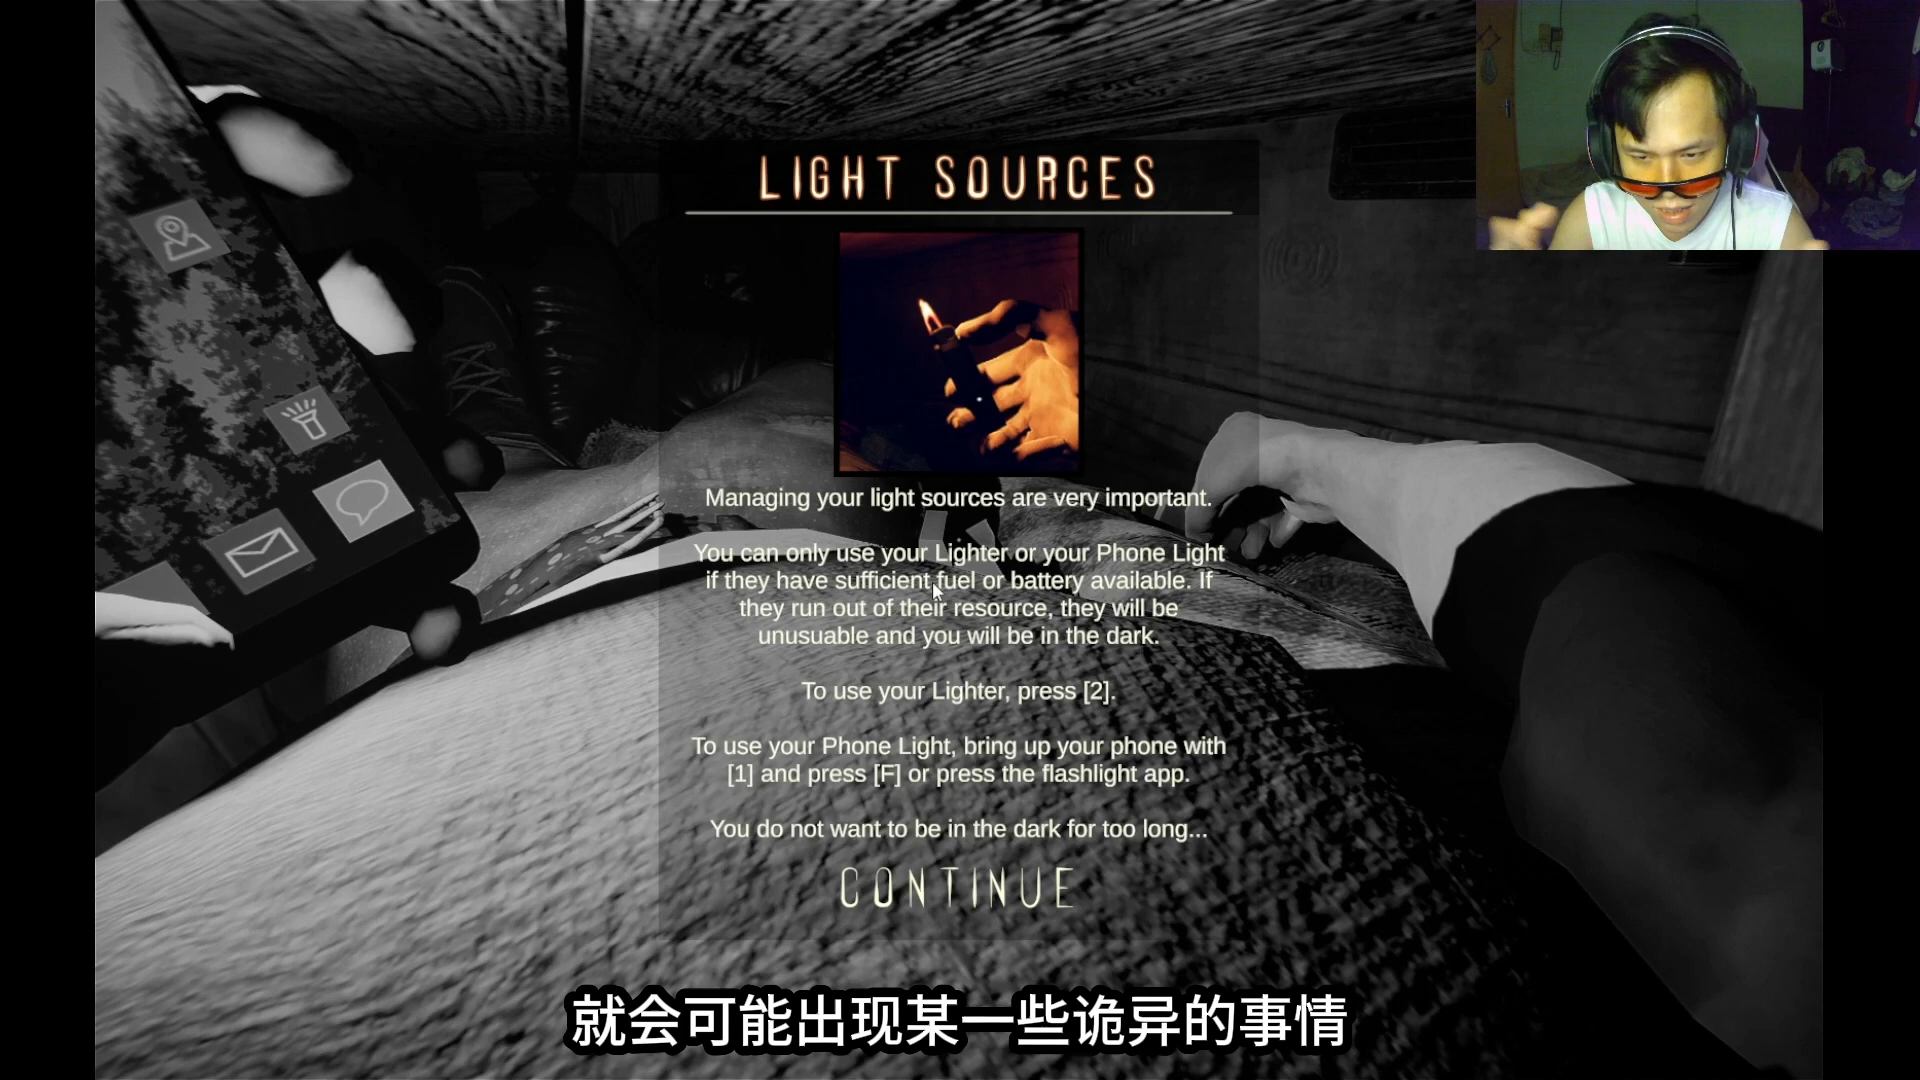 LIGHT SOURCES
Managing your light sources are very important.
You can only use your Lighter or your Phone Light
if they have sufficient fuel or battery available. If
they run out of their resource, they will be
unusuable and you will be in the dark.
To use your Lighter, press [2].
To use your Phone Light, bring up your phone with
[1] and press [F] or press the flashlight app.
You do not want to be in the dark for too long...
CONTINUE
就会可能出现某一些诡异的事情